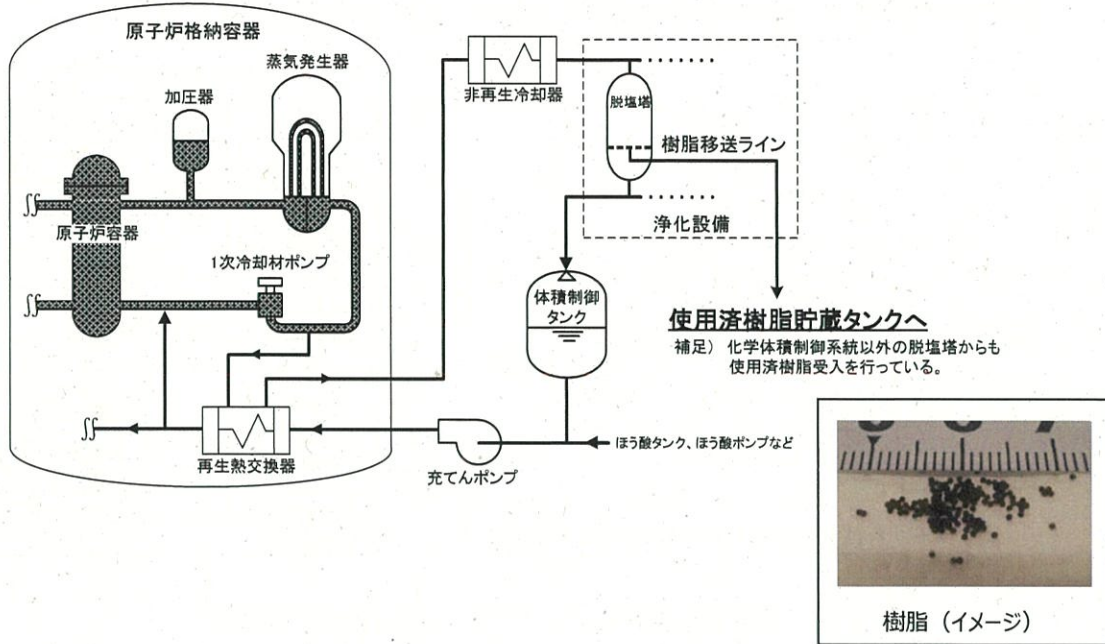 原子炉格納容器
蒸気発生器
加圧器
非再生冷却器
脱塩塔
樹脂移送ライン
浄化設備
原子炉容器
1次冷却材ポンプ
体積制御
タンク
使用済樹脂貯蔵タンクへ
補足） 化学体積制御系統以外の脱塩塔からも
使用済樹脂受入を行っている。
再生熱交換器
充てんポンプ
ほう酸タンク、ほう酸ポンプなど
樹脂（イメージ）